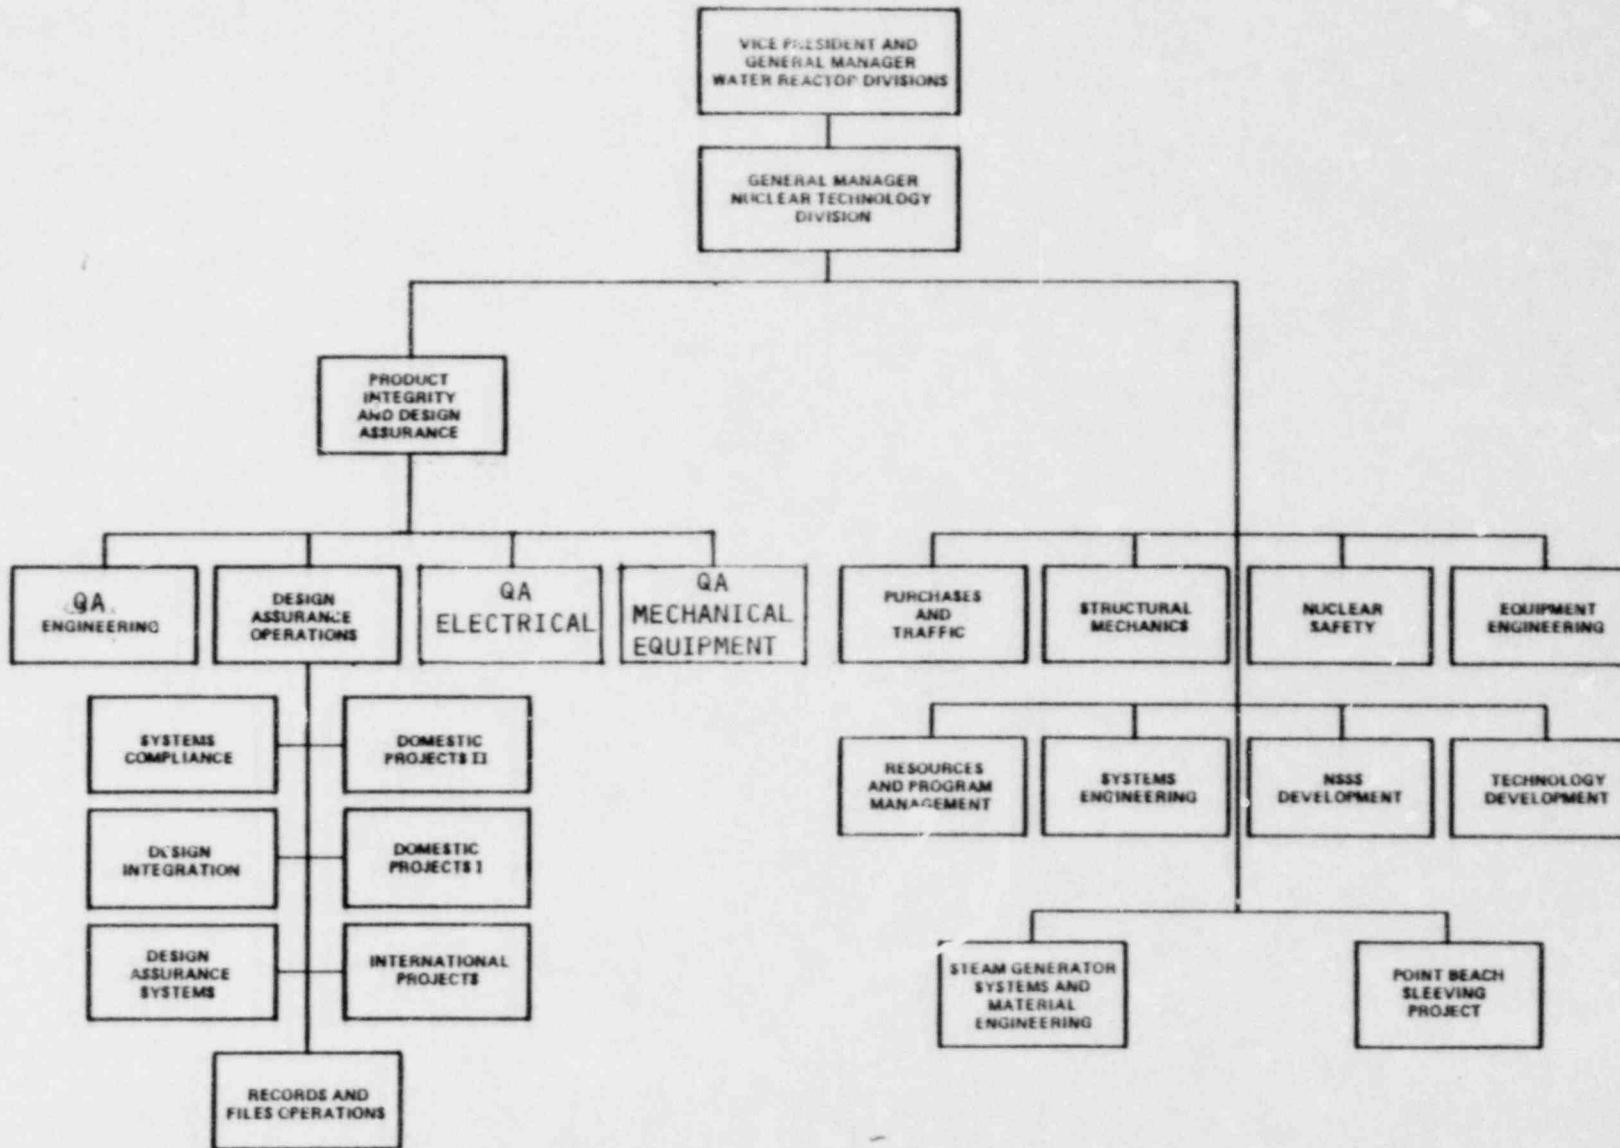 VICE PRESIDENT AND
GENERAL MANAGER
WATER REACTOR DIVISIONS
GENERAL MANAGER
NUCLEAR TECHNOLOGY
DIVISION
PRODUCT
INTEGRITY
AND DESIGN
ASSURANCE
QA
ENGINEERING
DESIGN
ASSURANCE
OPERATIONS
QA
ELECTRICAL
QA
MECHANICAL
EQUIPMENT
PURCHASES
AND
TRAFFIC
STRUCTURAL
MECHANICS
NUCLEAR
SAFETY
EQUIPMENT
ENGINEERING
SYSTEMS
COMPLIANCE
DOMESTIC
PROJECTS II
RESOURCES
AND PROGRAM
MANAGEMENT
SYSTEMS
ENGINEERING
NSSS
DEVELOPMENT
TECHNOLOGY
DEVELOPMENT
DESIGN
INTEGRATION
DOMESTIC
PROJECTS I
DESIGN
ASSURANCE
SYSTEMS
INTERNATIONAL
PROJECTS
STEAM GENERATOR
SYSTEMS AND
MATERIAL
ENGINEERING
POINT BEACH
SLEEVING
PROJECT
RECORDS AND
FILES OPERATIONS